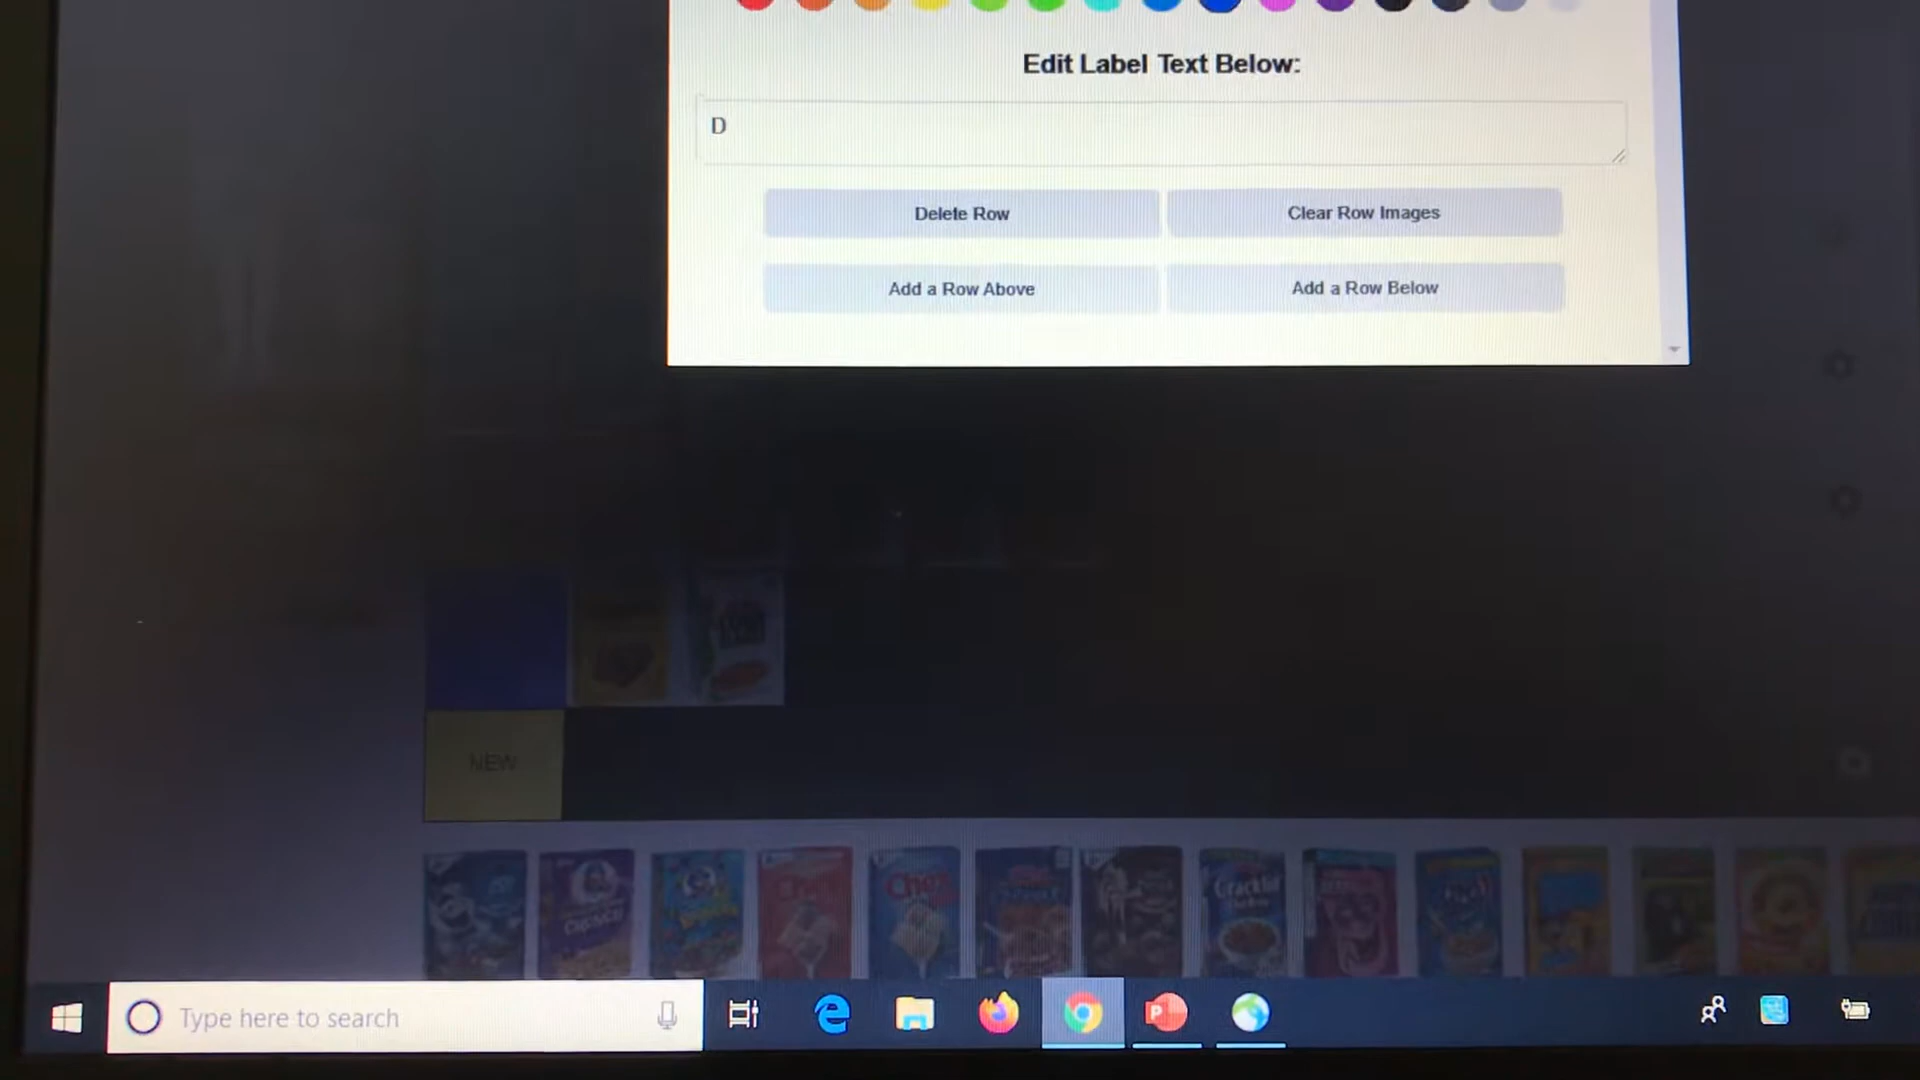 Edit Label Text Below:
D
Delete Row
Clear Row Images
Add a Row Above
Add a Row Below
NEW
Type here to search